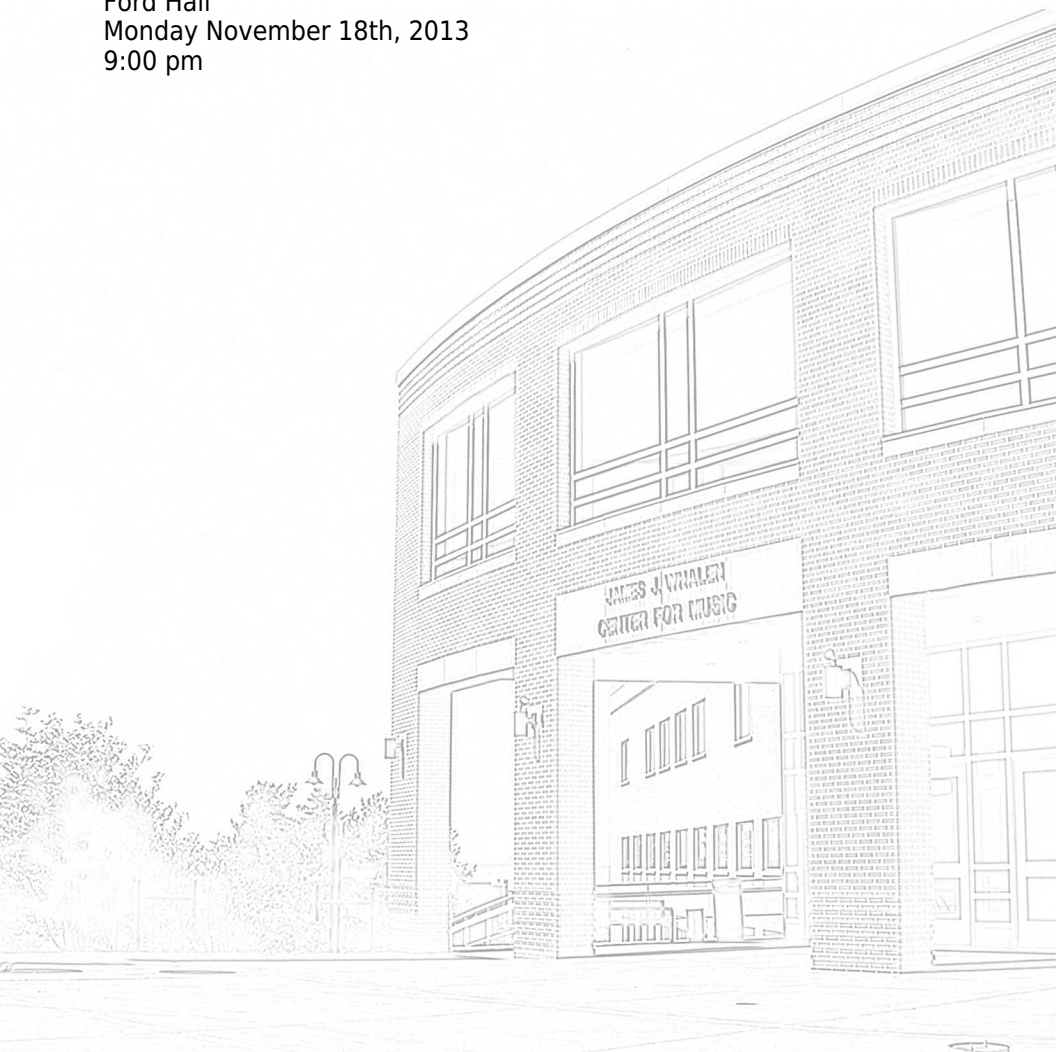 Ford Hall
Monday November 18th, 2013
9:00 pm
JAMES J. WHALEN
CENTER FOR MUSIC